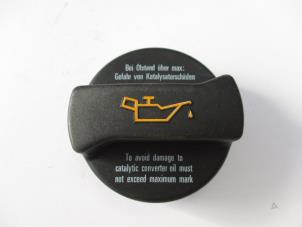 Bei Ölstand über max:
Gefahr von Katalysatorschäden
To avoid damage to
catalytic converter oil must
not exceed maximum mark